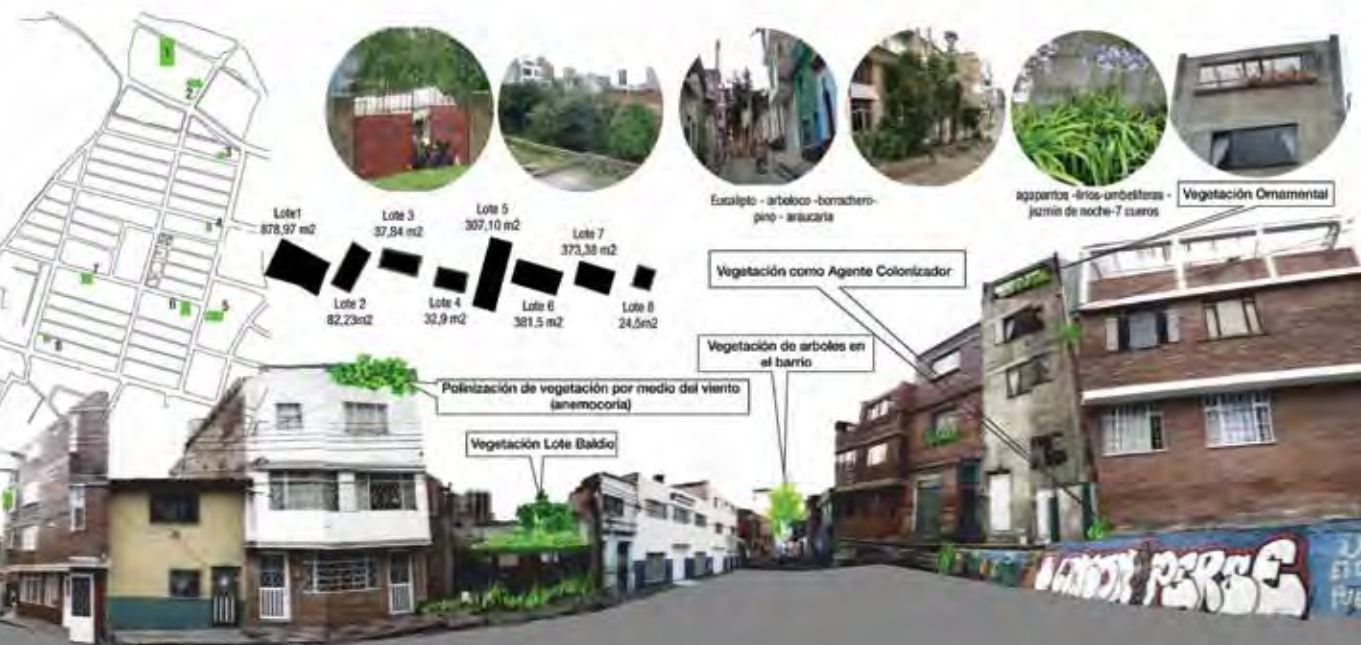 1
2
3
4
5
6
7
8
Lote1
878,97 m2
Lote 2
82,23m2
Lote 3
37,84 m2
Lote 4
32,9 m2
Lote 5
307,10 m2
Lote 6
381,5 m2
Lote 7
373,38 m2
Lote 8
24,5m2
Eucalipto - arboloco -borrachero-
pino - araucaria
agapantos -lirios-umbeliferas -
jazmin de noche-7 cueros
Vegetación Ornamental
Vegetación como Agente Colonizador
Vegetación de arboles en
el barrio
Polinización de vegetación por medio del viento
(anemocoria)
Vegetación Lote Baldio
PERSE